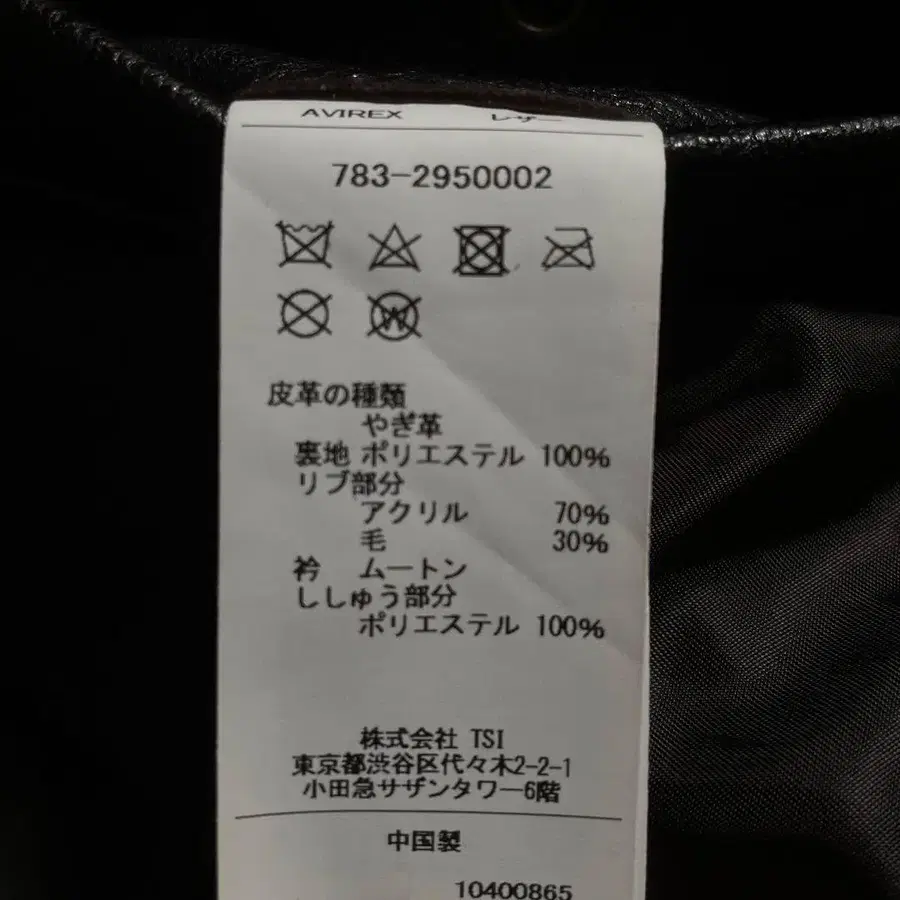 AVIREX レザー
783-2950002
W
皮革の種類
やぎ革
裏地 ポリエステル 100%
リブ部分
アクリル 70%
毛 30%
衿 ムートン
ししゅう部分
ポリエステル 100%
株式会社 TSI
東京都渋谷区代々木2-2-1
小田急サザンタワー6階
中国製
10400865